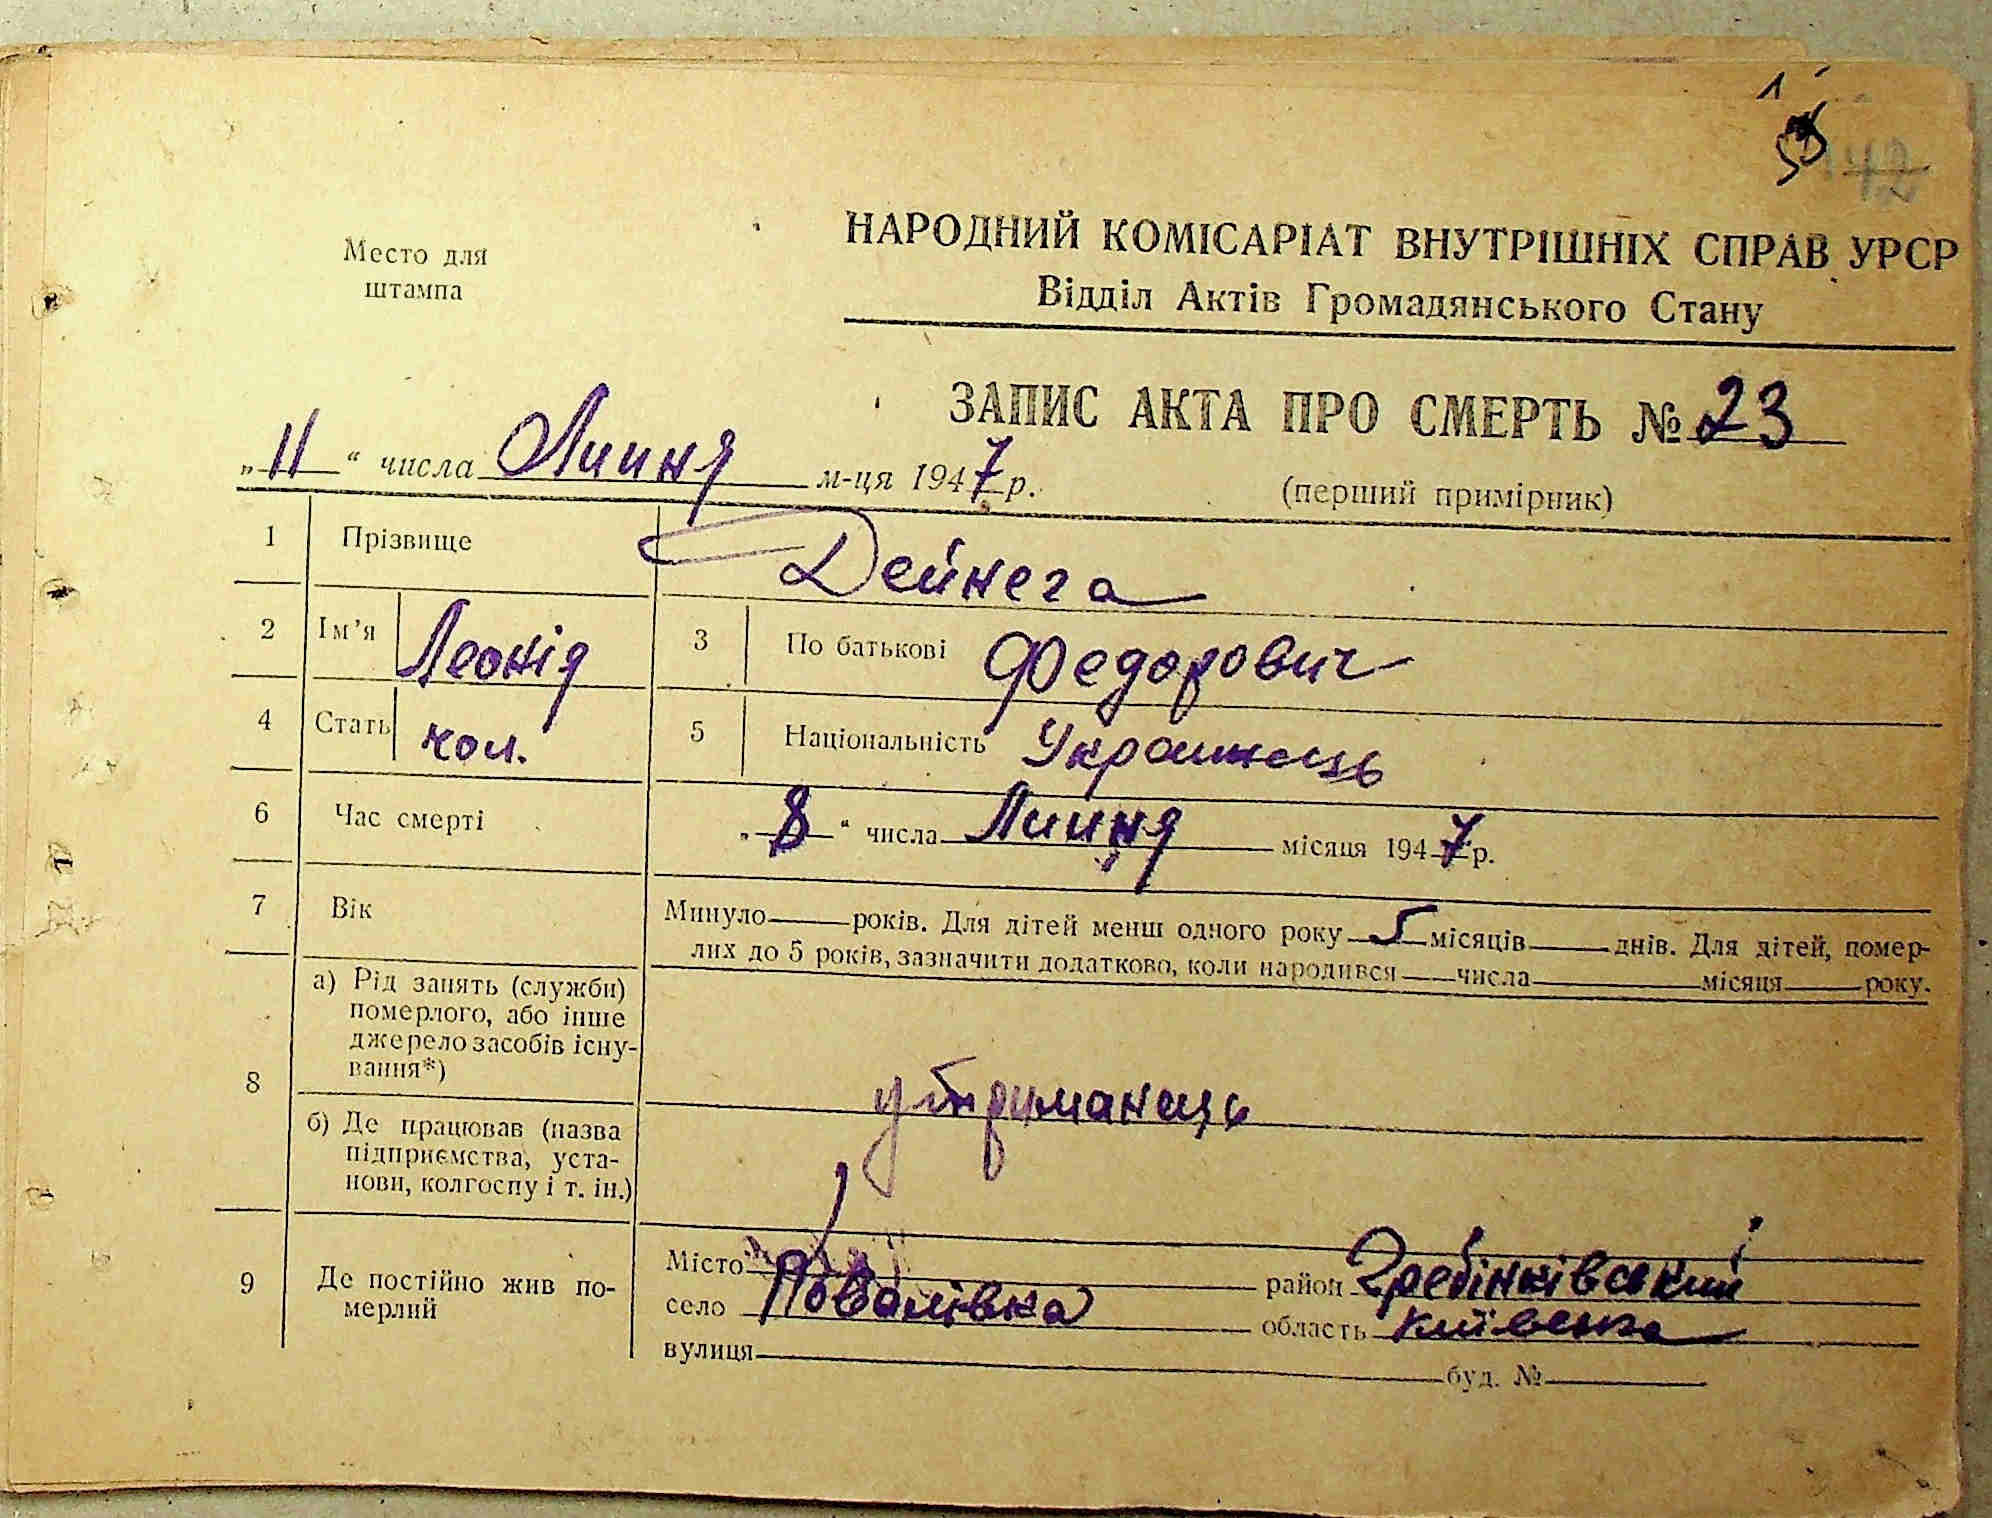 42
Место для
штампа
НАРОДНИЙ КОМІСАРІАТ ВНУТРІШНІХ СПРАВ УРСР
Відділ Актів Громадянського Стану
ЗАПИС АКТА ПРО СМЕРТЬ № 23
„ 11 “ числа Липня м-ця 1947 р.
(перший примірник)
1 Прізвище Дейнега
2 Ім’я Леонід 3 По батькові Федорович
4 Стать чол. 5 Національність Українець
6 Час смерті „ 8 “ числа Липня місяця 1947 р.
7 Вік Минуло року років. Для дітей менш одного року 5 місяців днів. Для дітей, помер-
лих до 5 років, зазначити додатково, коли народився числа місяця року.
8 а) Рід занять (служби)
померлого, або інше
джерело засобів існу-
вання*)
утриманець
б) Де працював (назва
підприємства, уста-
нови, колгоспу і т. ін.)
9 Де постійно жив по-
мерлий
Місто район Гребінківський
село Повалівка область Київська
вулиця буд. №